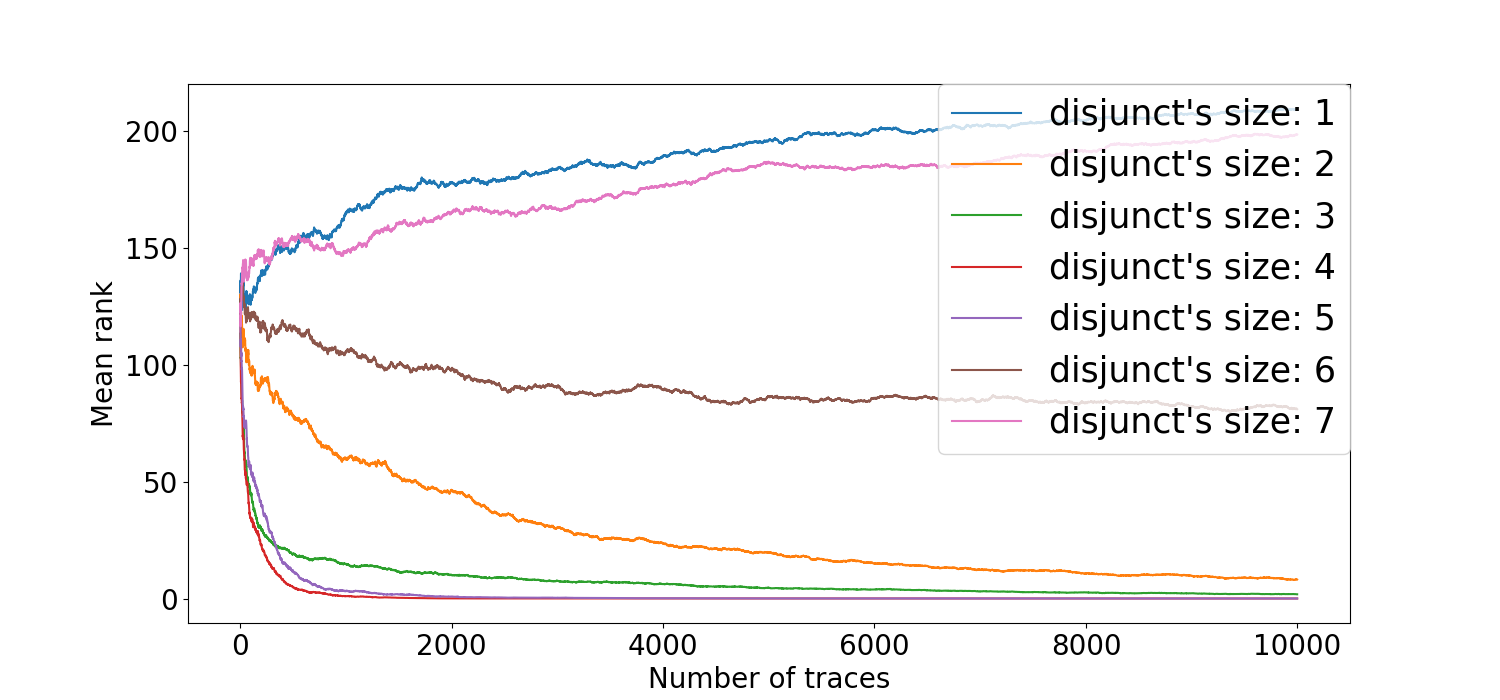 200
150
100
50
0
Mean rank
0
2000
4000
6000
8000
10000
Number of traces
disjunct's size: 1
disjunct's size: 2
disjunct's size: 3
disjunct's size: 4
disjunct's size: 5
disjunct's size: 6
disjunct's size: 7